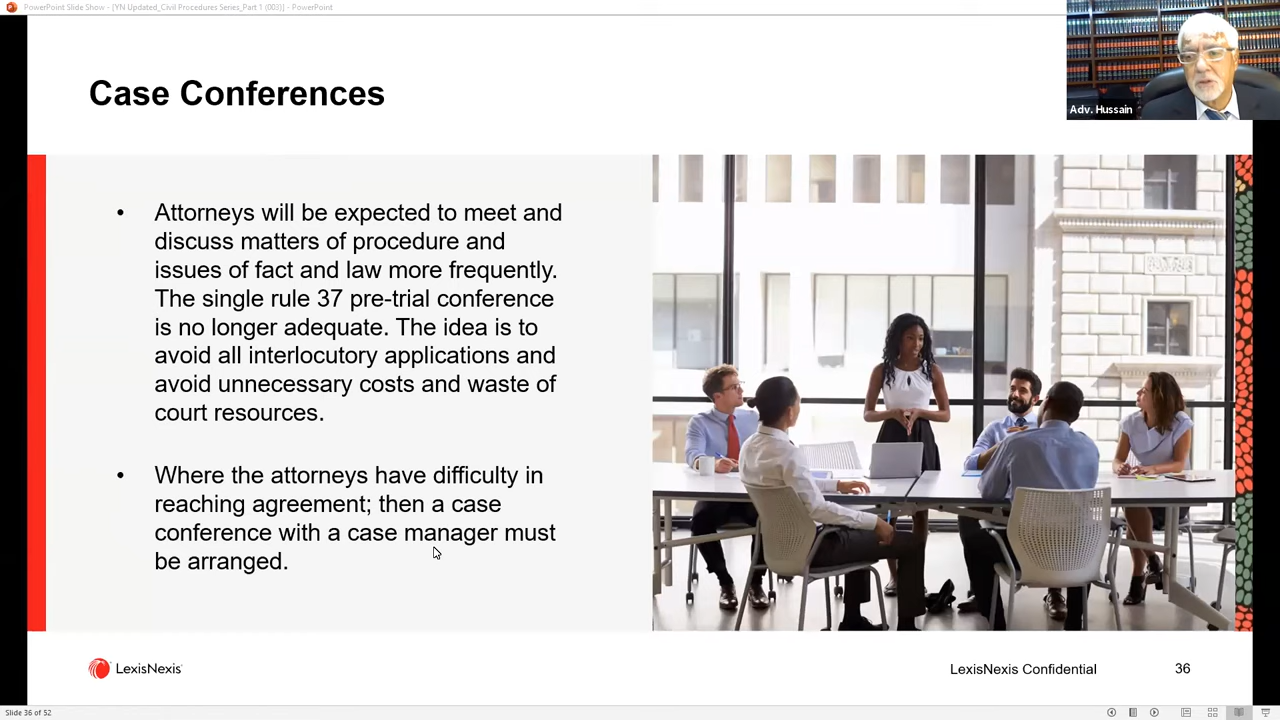 PowerPoint Slide Show - [YN Updated_Civil Procedures Series_Part 1 (003)] - PowerPoint
Adv. Hussain
Case Conferences
• Attorneys will be expected to meet and
discuss matters of procedure and
issues of fact and law more frequently.
The single rule 37 pre-trial conference
is no longer adequate. The idea is to
avoid all interlocutory applications and
avoid unnecessary costs and waste of
court resources.
• Where the attorneys have difficulty in
reaching agreement; then a case
conference with a case manager must
be arranged.
LexisNexis
LexisNexis Confidential
36
Slide 36 of 52